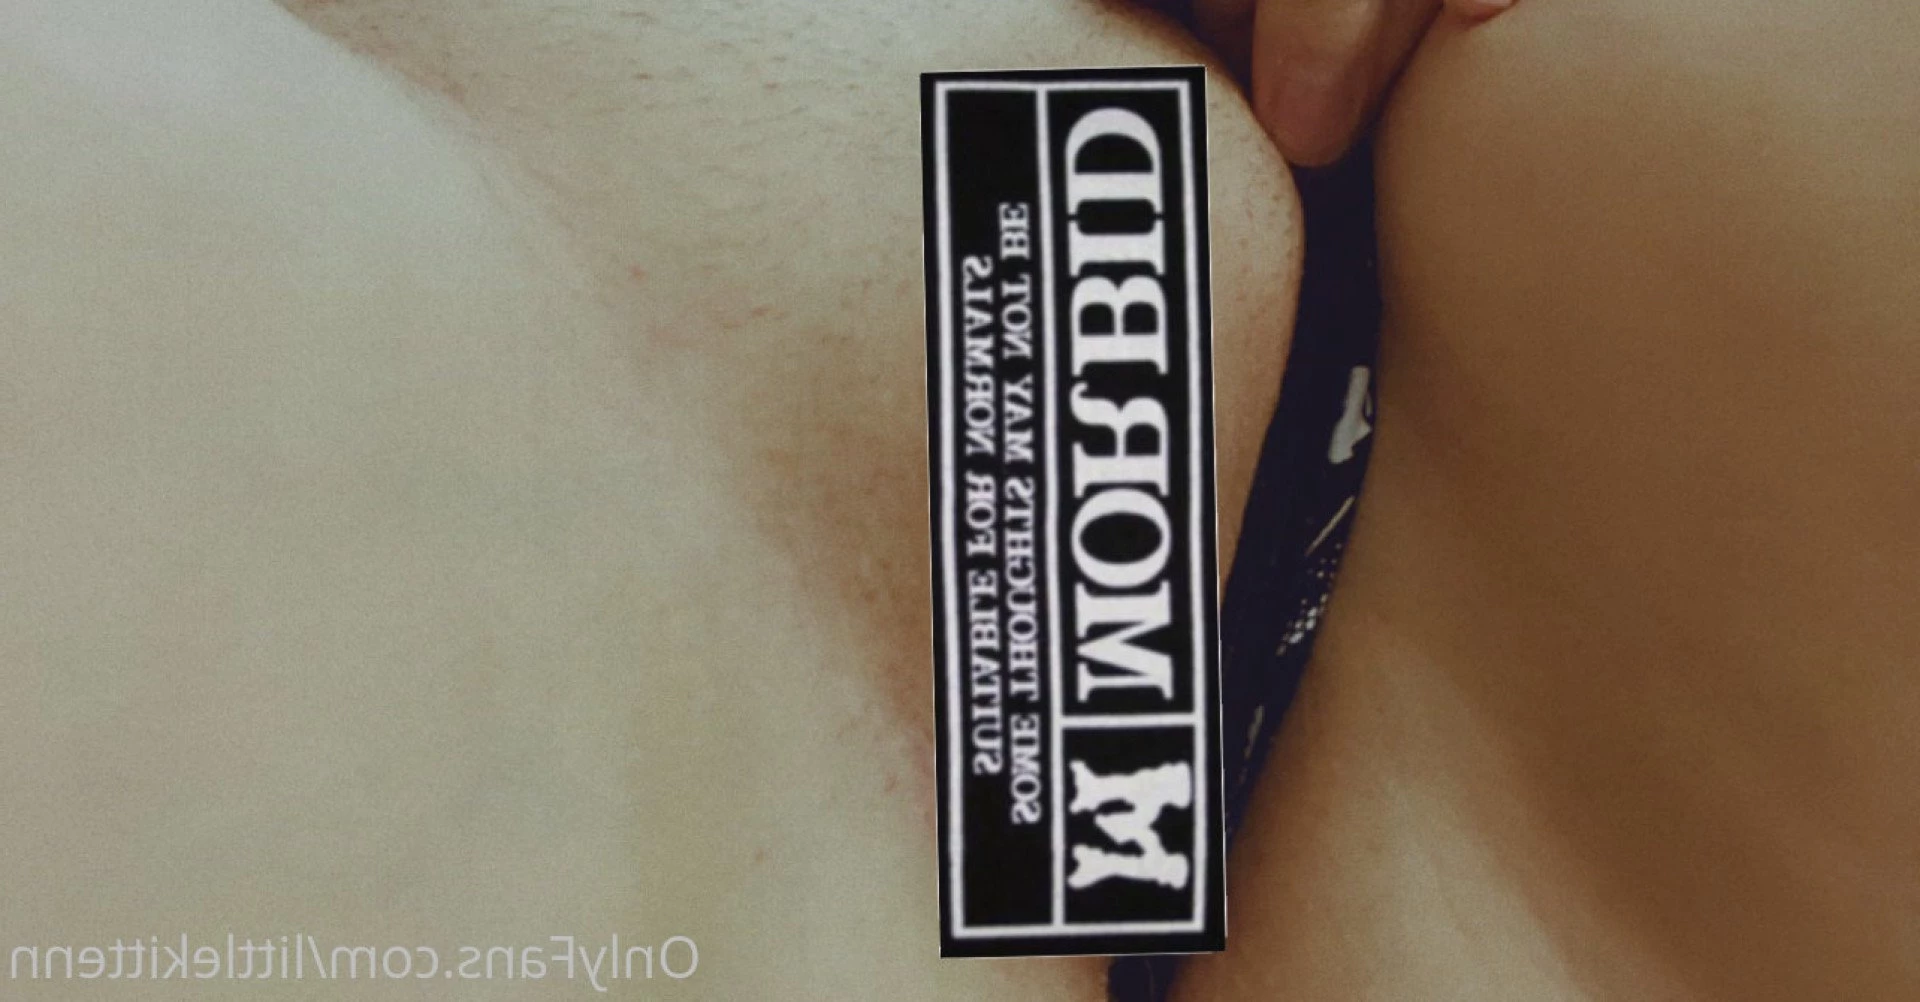 M MORBID
SOME THOUGHTS MAY NOT BE
SUITABLE FOR NORMALS
OnlyFans.com/littlekittenn